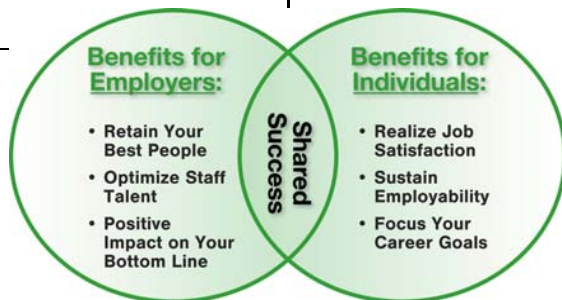 Benefits for
Employers:
• Retain Your
Best People
• Optimize Staff
Talent
• Positive
Impact on Your
Bottom Line
Shared
Success
Benefits for
Individuals:
• Realize Job
Satisfaction
• Sustain
Employability
• Focus Your
Career Goals